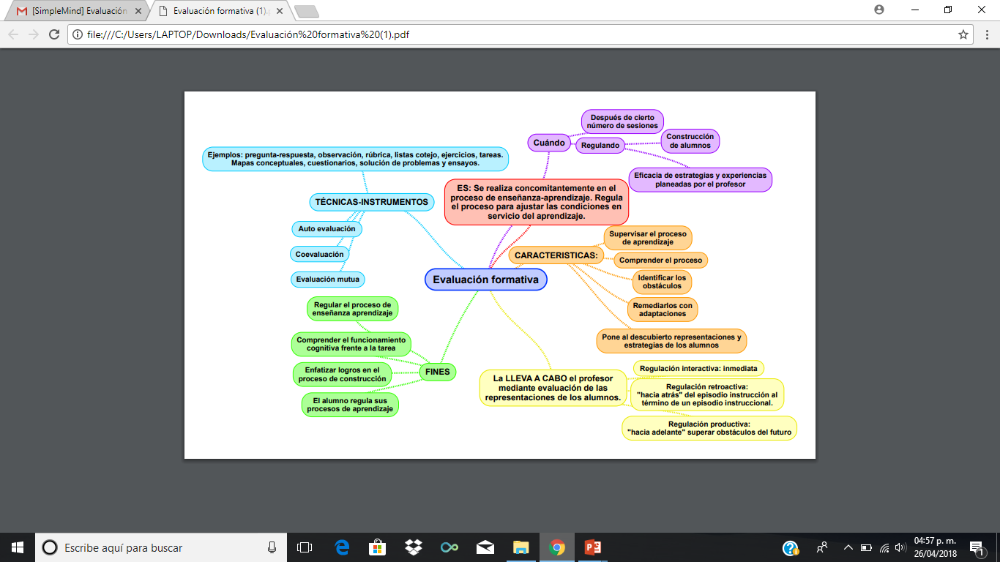 [SimpleMind] Evaluación
Evaluación formativa (1).p
file:///C:/Users/LAPTOP/Downloads/Evaluación%20formativa%20(1).pdf
Después de cierto
número de sesiones
Cuándo
Regulando
Construcción
de alumnos
Eficacia de estrategias y experiencias
planeadas por el profesor
Ejemplos: pregunta-respuesta, observación, rúbrica, listas cotejo, ejercicios, tareas.
Mapas conceptuales, cuestionarios, solución de problemas y ensayos.
TÉCNICAS-INSTRUMENTOS
Auto evaluación
Coevaluación
Evaluación mutua
ES: Se realiza concomitantemente en el
proceso de enseñanza-aprendizaje. Regula
el proceso para ajustar las condiciones en
servicio del aprendizaje.
CARACTERISTICAS:
Supervisar el proceso
de aprendizaje
Comprender el proceso
Identificar los
obstáculos
Remediarlos con
adaptaciones
Pone al descubierto representaciones y
estrategias de los alumnos
Evaluación formativa
Regular el proceso de
enseñanza aprendizaje
Comprender el funcionamiento
cognitiva frente a la tarea
Enfatizar logros en el
proceso de construcción
El alumno regula sus
procesos de aprendizaje
FINES
La LLEVA A CABO el profesor
mediante evaluación de las
representaciones de los alumnos.
Regulación interactiva: inmediata
Regulación retroactiva:
"hacia atrás" del episodio instrucción al
término de un episodio instruccional.
Regulación productiva:
"hacia adelante" superar obstáculos del futuro
Escribe aquí para buscar
04:57 p. m.
26/04/2018
1